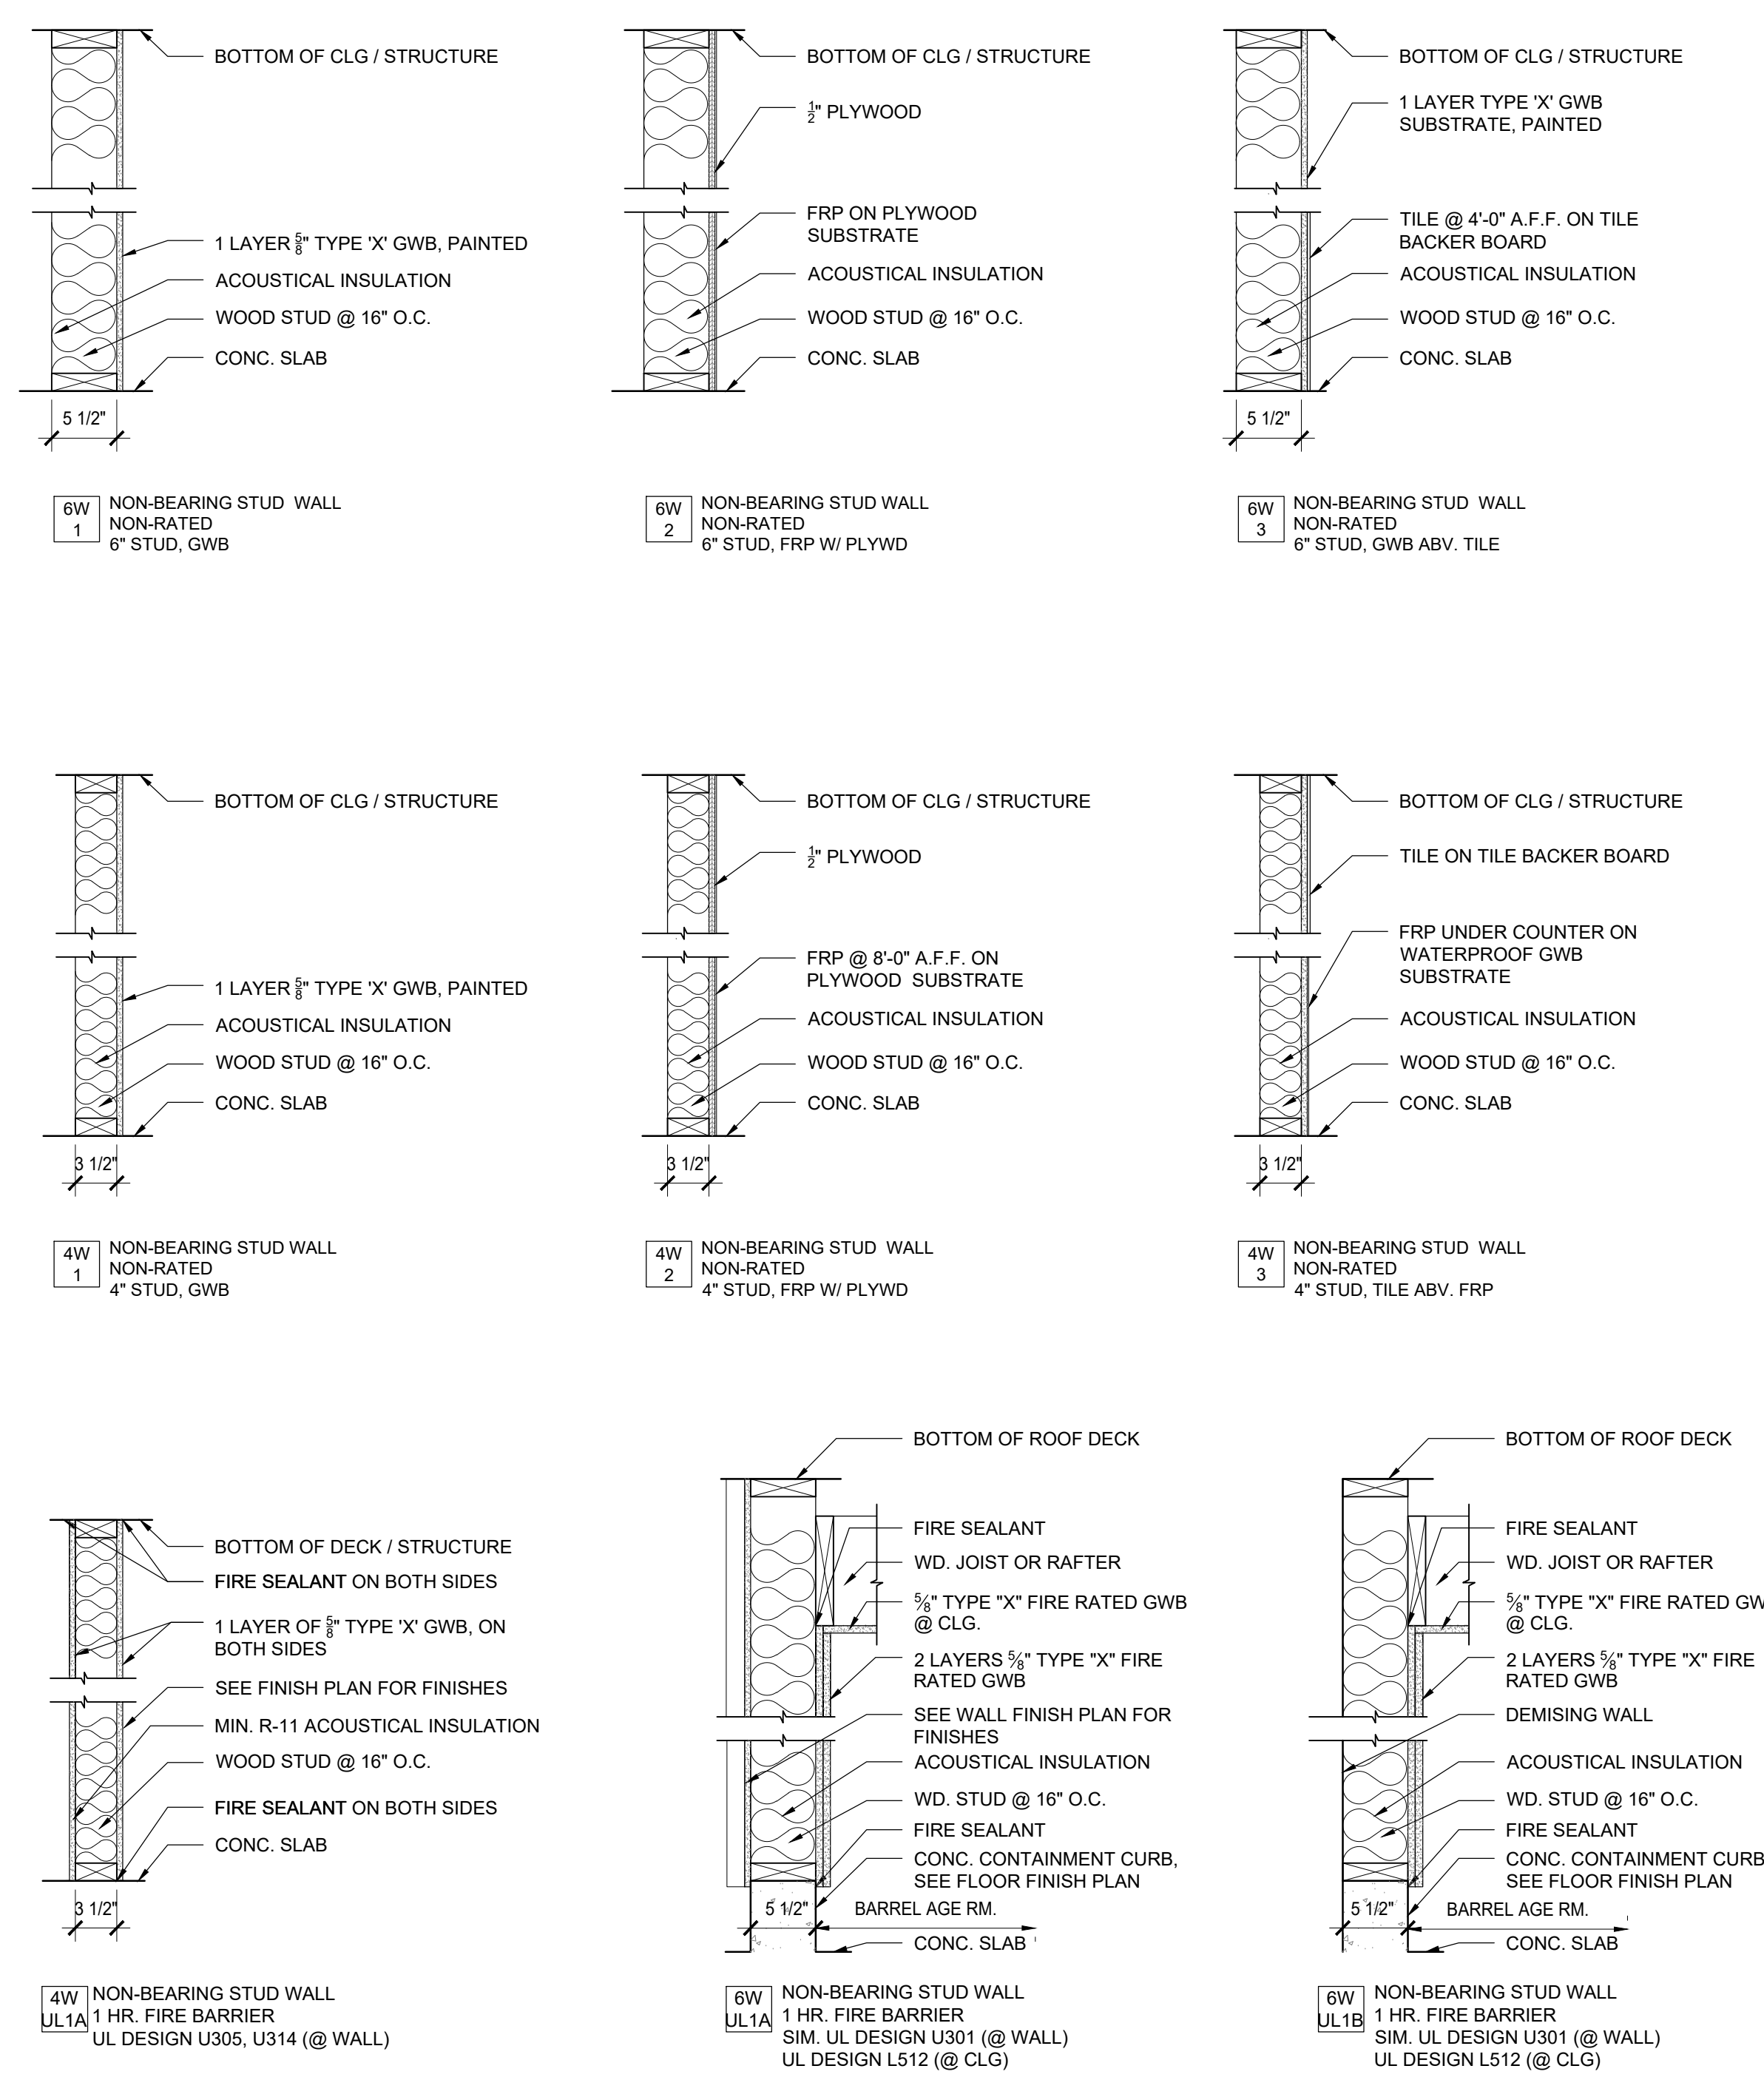 BOTTOM OF CLG / STRUCTURE
1 LAYER 5/8" TYPE 'X' GWB, PAINTED
ACOUSTICAL INSULATION
WOOD STUD @ 16" O.C.
CONC. SLAB
5 1/2"
6W
1
NON-BEARING STUD WALL
NON-RATED
6" STUD, GWB
BOTTOM OF CLG / STRUCTURE
1/2" PLYWOOD
FRP ON PLYWOOD
SUBSTRATE
ACOUSTICAL INSULATION
WOOD STUD @ 16" O.C.
CONC. SLAB
6W
2
NON-BEARING STUD WALL
NON-RATED
6" STUD, FRP W/ PLYWD
BOTTOM OF CLG / STRUCTURE
1 LAYER TYPE 'X' GWB
SUBSTRATE, PAINTED
TILE @ 4'-0" A.F.F. ON TILE
BACKER BOARD
ACOUSTICAL INSULATION
WOOD STUD @ 16" O.C.
CONC. SLAB
5 1/2"
6W
3
NON-BEARING STUD WALL
NON-RATED
6" STUD, GWB ABV. TILE
BOTTOM OF CLG / STRUCTURE
1 LAYER 5/8" TYPE 'X' GWB, PAINTED
ACOUSTICAL INSULATION
WOOD STUD @ 16" O.C.
CONC. SLAB
3 1/2"
4W
1
NON-BEARING STUD WALL
NON-RATED
4" STUD, GWB
BOTTOM OF CLG / STRUCTURE
1/2" PLYWOOD
FRP @ 8'-0" A.F.F. ON
PLYWOOD SUBSTRATE
ACOUSTICAL INSULATION
WOOD STUD @ 16" O.C.
CONC. SLAB
3 1/2"
4W
2
NON-BEARING STUD WALL
NON-RATED
4" STUD, FRP W/ PLYWD
BOTTOM OF CLG / STRUCTURE
TILE ON TILE BACKER BOARD
FRP UNDER COUNTER ON
WATERPROOF GWB
SUBSTRATE
ACOUSTICAL INSULATION
WOOD STUD @ 16" O.C.
CONC. SLAB
3 1/2"
4W
3
NON-BEARING STUD WALL
NON-RATED
4" STUD, TILE ABV. FRP
BOTTOM OF DECK / STRUCTURE
FIRE SEALANT ON BOTH SIDES
1 LAYER OF 5/8" TYPE 'X' GWB, ON
BOTH SIDES
SEE FINISH PLAN FOR FINISHES
MIN. R-11 ACOUSTICAL INSULATION
WOOD STUD @ 16" O.C.
FIRE SEALANT ON BOTH SIDES
CONC. SLAB
3 1/2"
4W
UL1A
NON-BEARING STUD WALL
1 HR. FIRE BARRIER
UL DESIGN U305, U314 (@ WALL)
BOTTOM OF ROOF DECK
FIRE SEALANT
WD. JOIST OR RAFTER
5/8" TYPE "X" FIRE RATED GWB
@ CLG.
2 LAYERS 5/8" TYPE "X" FIRE
RATED GWB
SEE WALL FINISH PLAN FOR
FINISHES
ACOUSTICAL INSULATION
WD. STUD @ 16" O.C.
FIRE SEALANT
CONC. CONTAINMENT CURB,
SEE FLOOR FINISH PLAN
5 1/2"
BARREL AGE RM.
CONC. SLAB
6W
UL1A
NON-BEARING STUD WALL
1 HR. FIRE BARRIER
SIM. UL DESIGN U301 (@ WALL)
UL DESIGN L512 (@ CLG)
BOTTOM OF ROOF DECK
FIRE SEALANT
WD. JOIST OR RAFTER
5/8" TYPE "X" FIRE RATED GW
@ CLG.
2 LAYERS 5/8" TYPE "X" FIRE
RATED GWB
DEMISING WALL
ACOUSTICAL INSULATION
WD. STUD @ 16" O.C.
FIRE SEALANT
CONC. CONTAINMENT CURB
SEE FLOOR FINISH PLAN
5 1/2"
BARREL AGE RM.
CONC. SLAB
6W
UL1B
NON-BEARING STUD WALL
1 HR. FIRE BARRIER
SIM. UL DESIGN U301 (@ WALL)
UL DESIGN L512 (@ CLG)